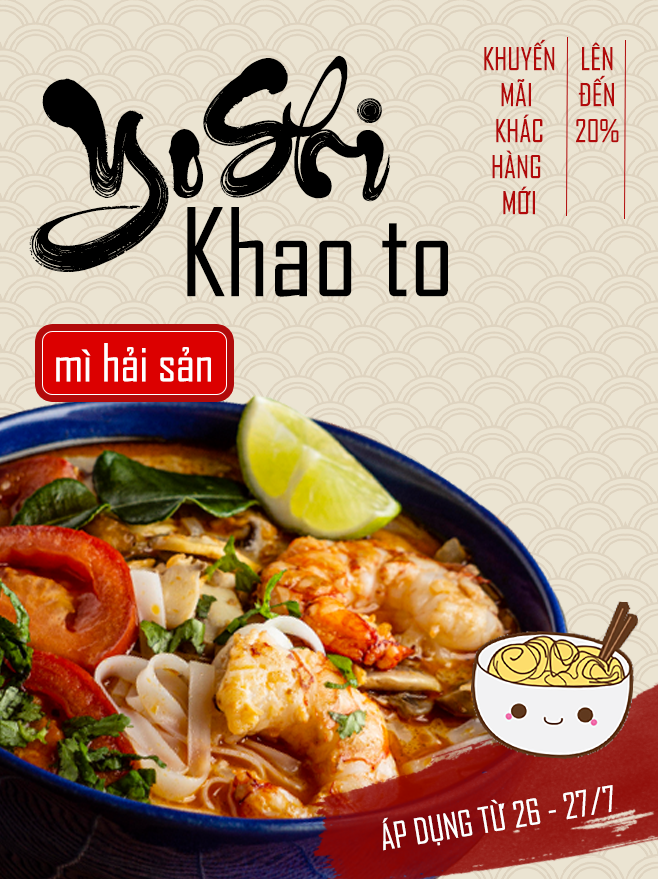 Yoshi
Khao to
KHUYẾN
MÃI
KHÁC
HÀNG
MỚI
LÊN
ĐẾN
20%
mì hải sản
ÁP DỤNG TỪ 26 - 27/7